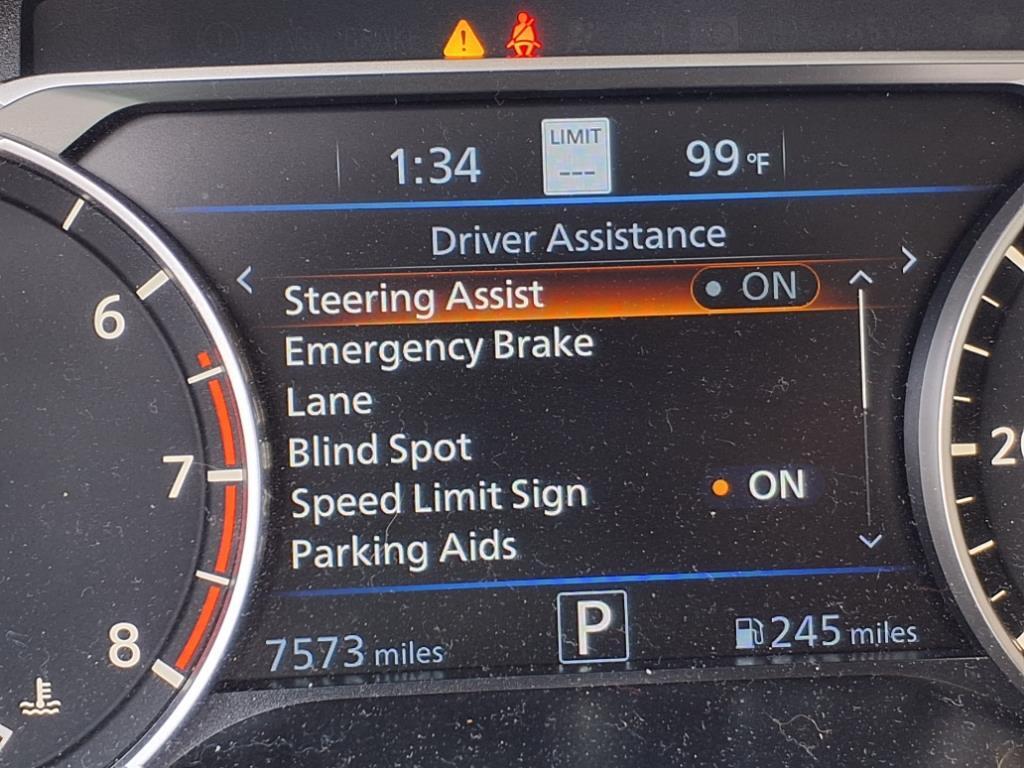 LIMIT
1:34 --- 99 °F
Driver Assistance
Steering Assist ON
Emergency Brake
6
Lane
Blind Spot
7
Speed Limit Sign ON
Parking Aids
8
7573 miles P 245 miles